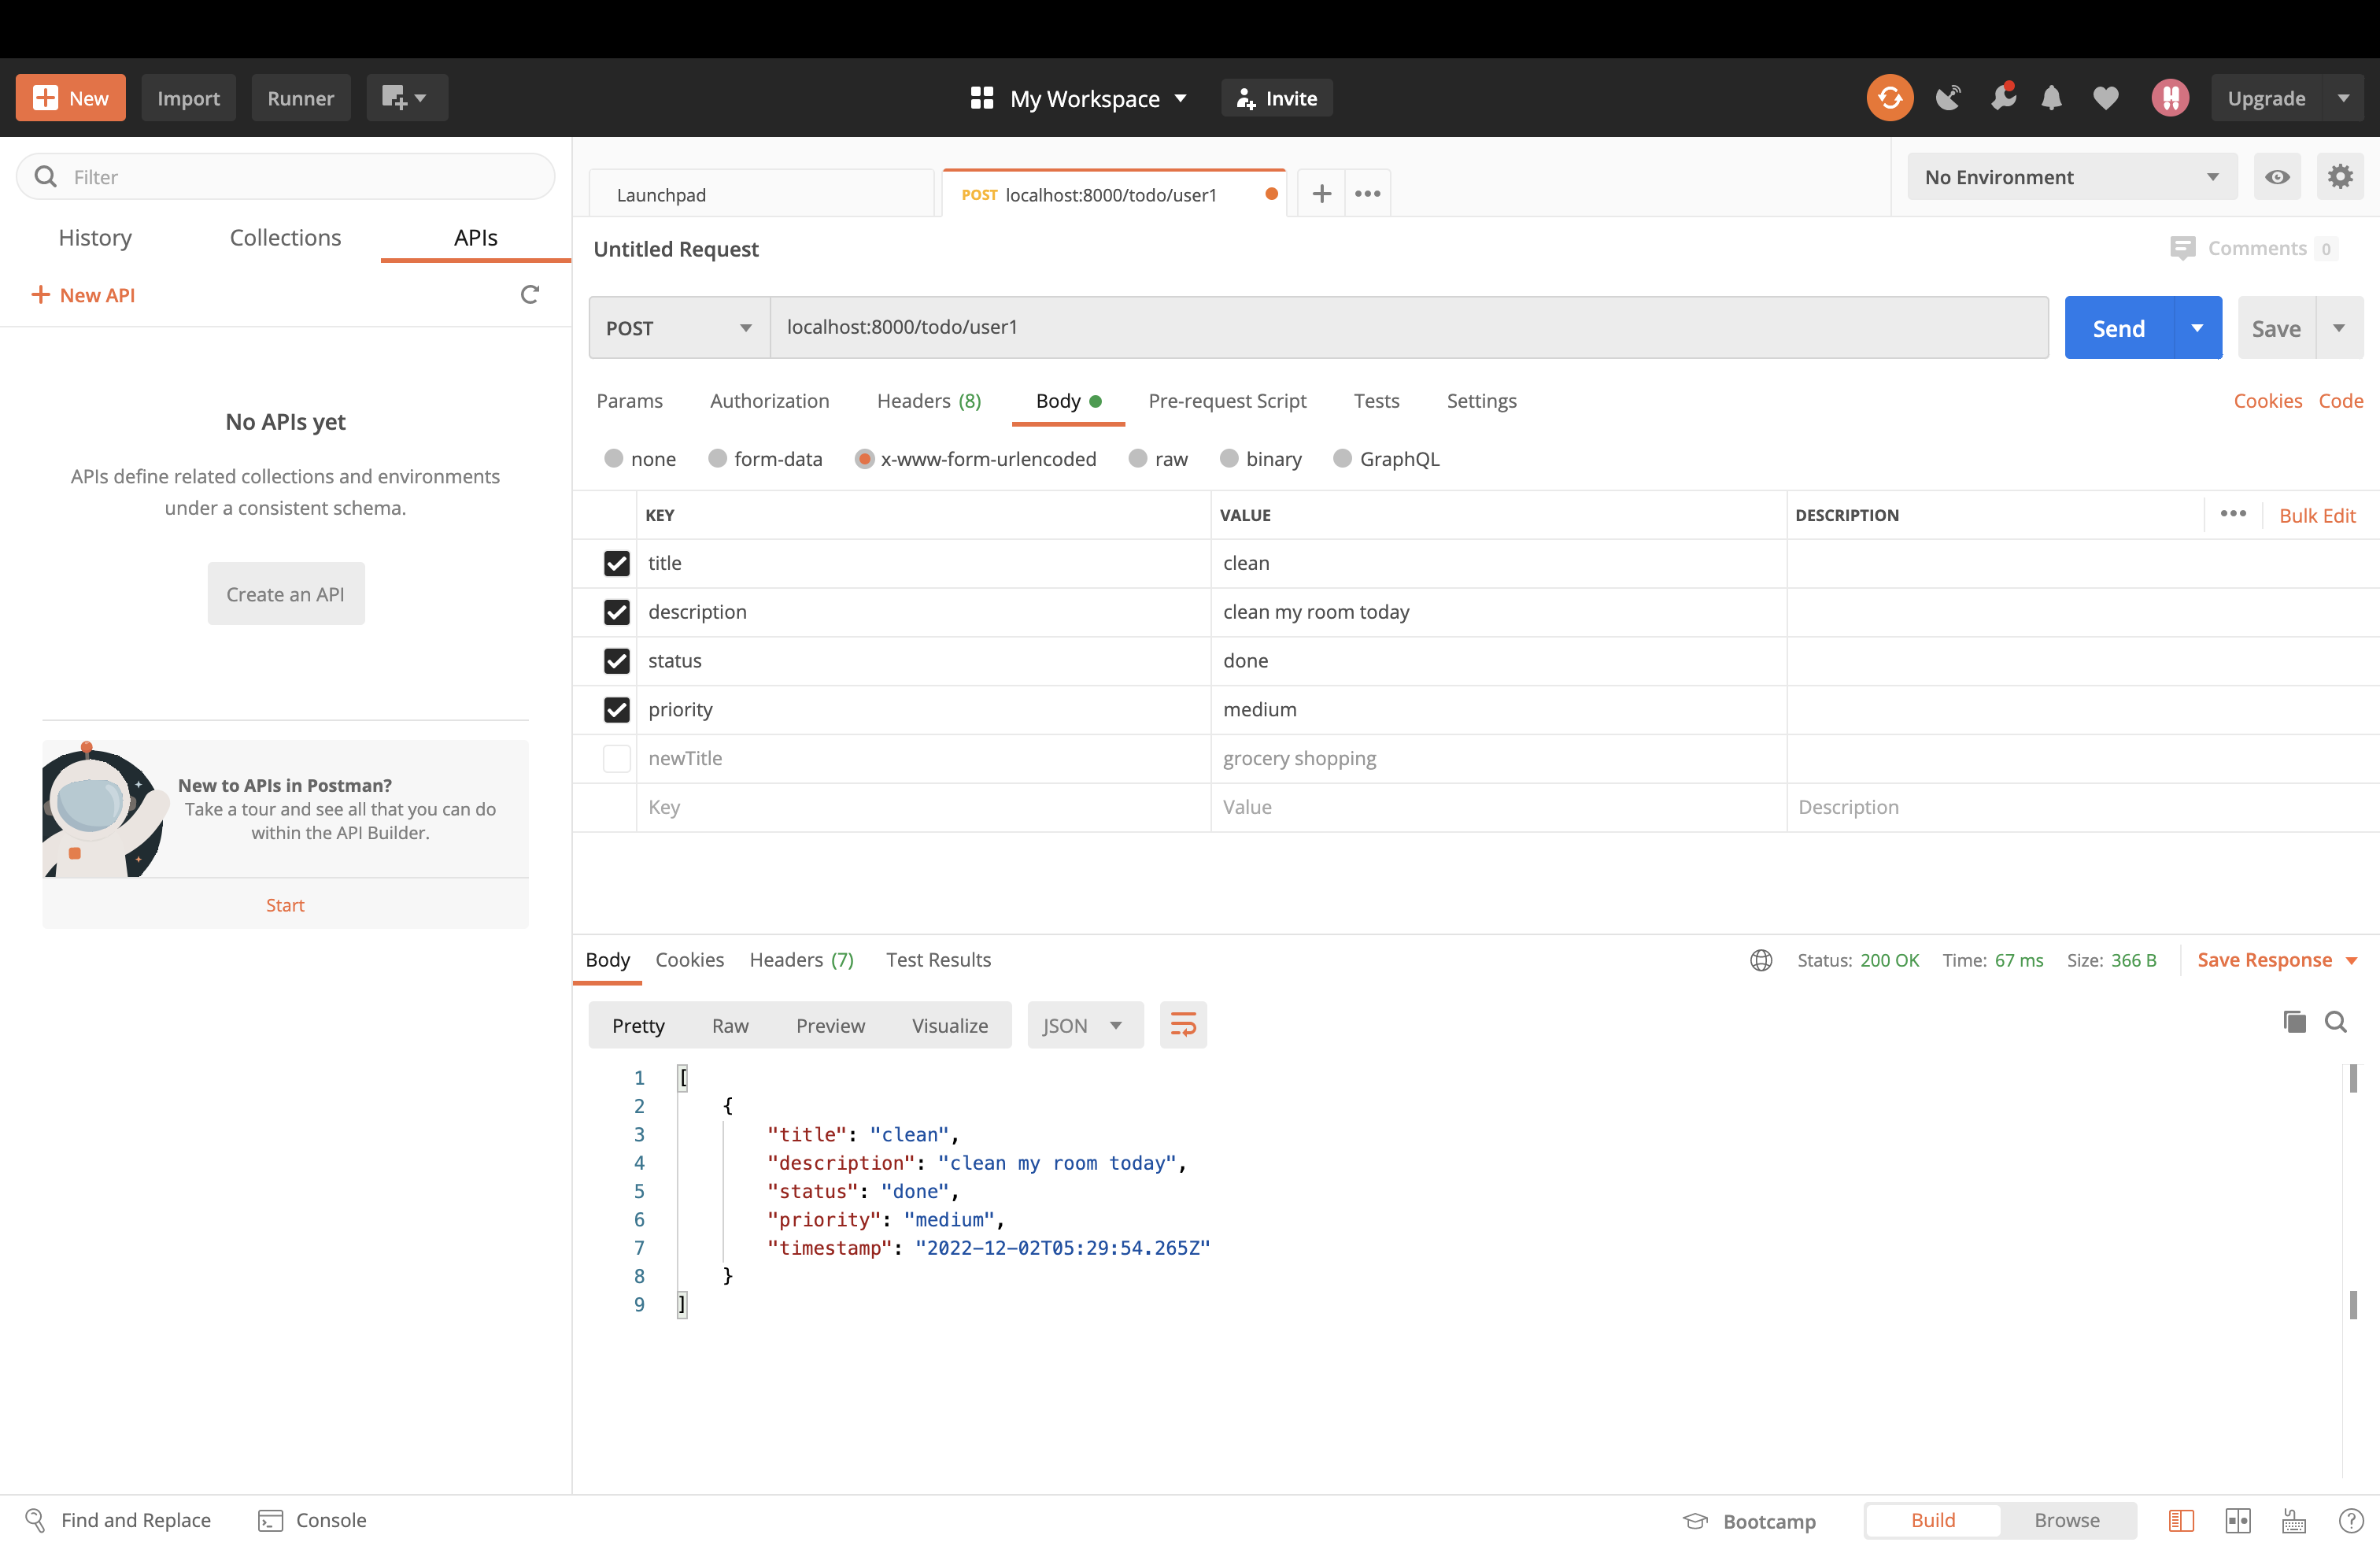 New Import Runner My Workspace Invite Upgrade
Filter
History Collections APIs
New API
No APIs yet
APIs define related collections and environments
under a consistent schema.
Create an API
New to APIs in Postman?
Take a tour and see all that you can do
within the API Builder.
Start
Launchpad POST localhost:8000/todo/user1 No Environment
Untitled Request Comments 0
POST localhost:8000/todo/user1 Send Save
Params Authorization Headers (8) Body Pre-request Script Tests Settings Cookies Code
none form-data x-www-form-urlencoded raw binary GraphQL
KEY VALUE DESCRIPTION Bulk Edit
title clean
description clean my room today
status done
priority medium
newTitle grocery shopping
Key Value Description
Body Cookies Headers (7) Test Results Status: 200 OK Time: 67 ms Size: 366 B Save Response
Pretty Raw Preview Visualize JSON
1 [
2 {
3 "title": "clean",
4 "description": "clean my room today",
5 "status": "done",
6 "priority": "medium",
7 "timestamp": "2022-12-02T05:29:54.265Z"
8 }
9 ]
Find and Replace Console Bootcamp Build Browse